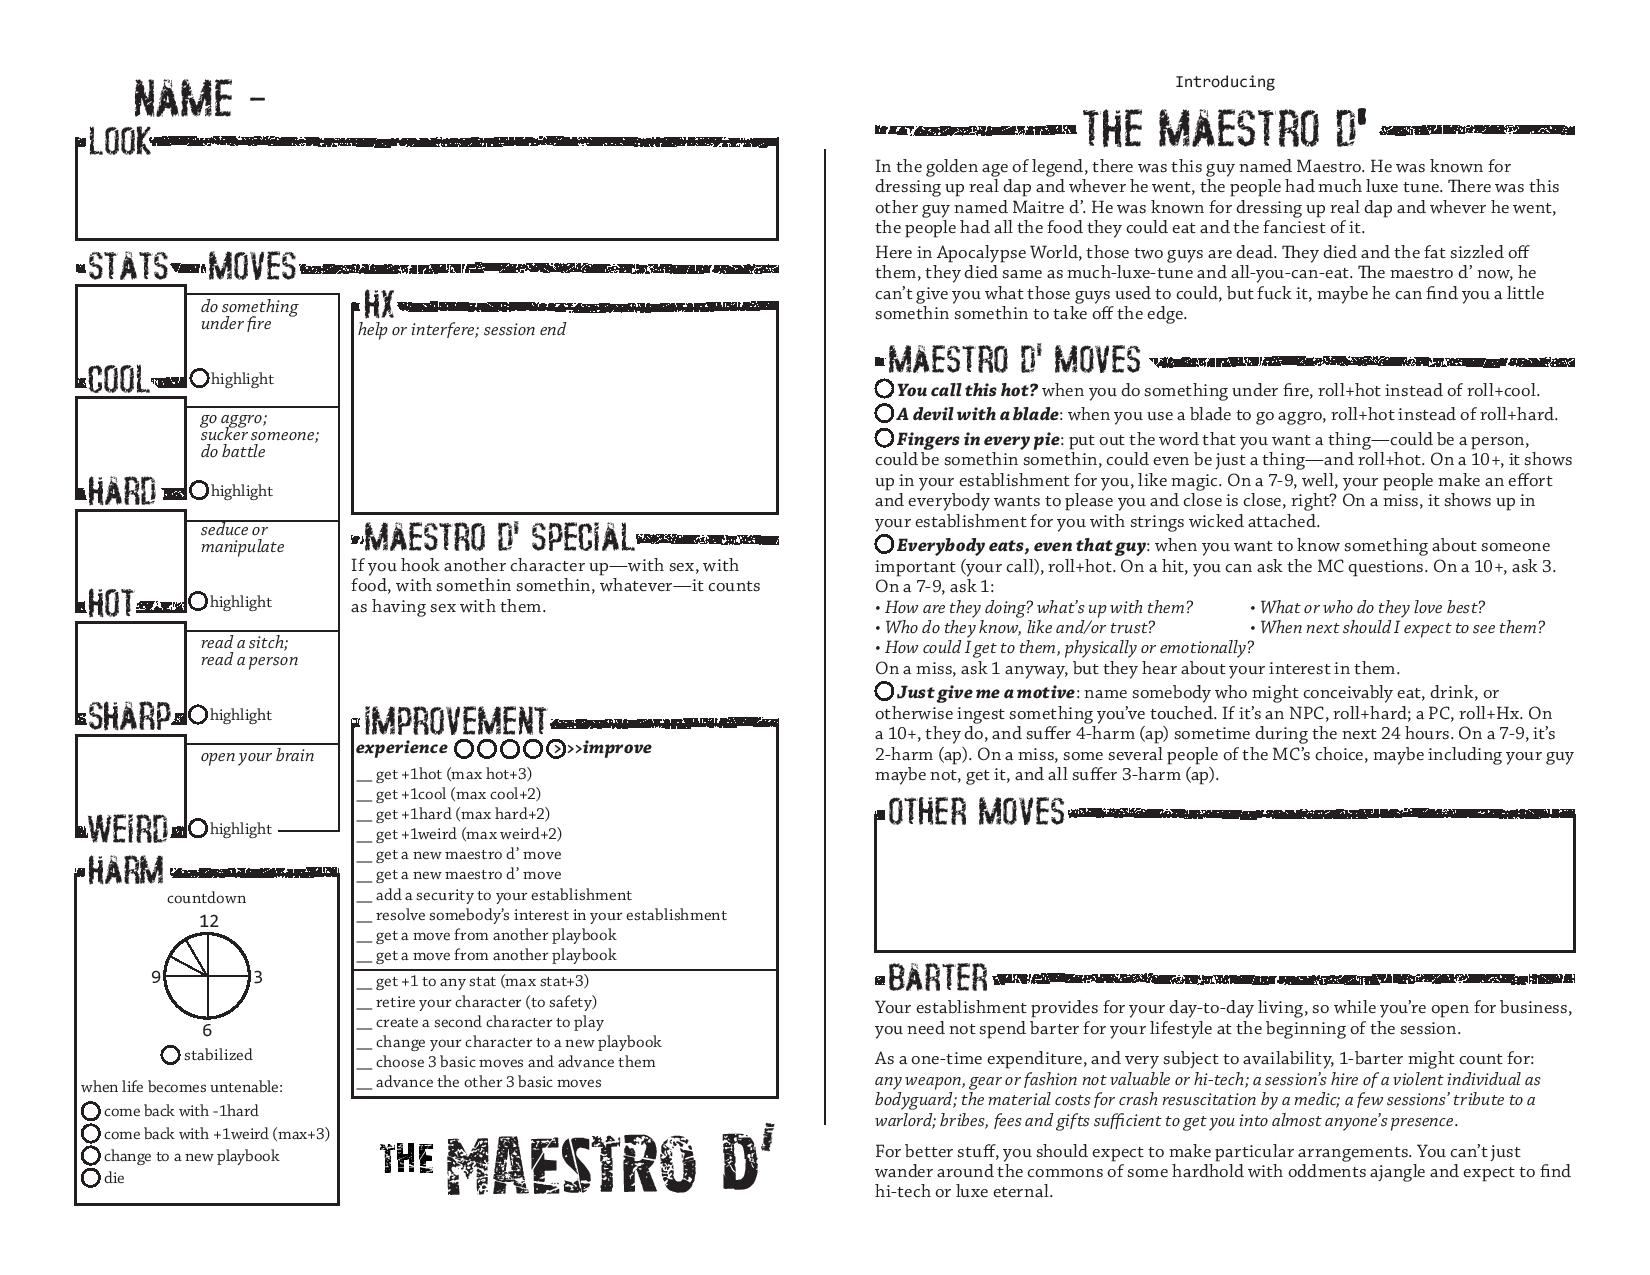 NAME -
LOOK
STATS MOVES
COOL
do something
under fire
highlight
HARD
go aggro;
sucker someone;
do battle
highlight
HOT
seduce or
manipulate
highlight
SHARP
read a sitch;
read a person
highlight
WEIRD
open your brain
highlight
HARM
countdown
12
9
3
6
stabilized
when life becomes untenable:
come back with -1hard
come back with +1weird (max+3)
change to a new playbook
die
HX
help or interfere; session end
MAESTRO D' SPECIAL
If you hook another character up—with sex, with
food, with somethin somethin, whatever—it counts
as having sex with them.
IMPROVEMENT
experience >>>improve
__ get +1hot (max hot+3)
__ get +1cool (max cool+2)
__ get +1hard (max hard+2)
__ get +1weird (max weird+2)
__ get a new maestro d’ move
__ get a new maestro d’ move
__ add a security to your establishment
__ resolve somebody’s interest in your establishment
__ get a move from another playbook
__ get a move from another playbook
__ get +1 to any stat (max stat+3)
__ retire your character (to safety)
__ create a second character to play
__ change your character to a new playbook
__ choose 3 basic moves and advance them
__ advance the other 3 basic moves
THE MAESTRO D'
Introducing
THE MAESTRO D'
In the golden age of legend, there was this guy named Maestro. He was known for
dressing up real dap and whever he went, the people had much luxe tune. There was this
other guy named Maitre d’. He was known for dressing up real dap and whever he went,
the people had all the food they could eat and the fanciest of it.
Here in Apocalypse World, those two guys are dead. They died and the fat sizzled off
them, they died same as much-luxe-tune and all-you-can-eat. The maestro d’ now, he
can’t give you what those guys used to could, but fuck it, maybe he can find you a little
somethin somethin to take off the edge.
MAESTRO D' MOVES
You call this hot? when you do something under fire, roll+hot instead of roll+cool.
A devil with a blade: when you use a blade to go aggro, roll+hot instead of roll+hard.
Fingers in every pie: put out the word that you want a thing—could be a person,
could be somethin somethin, could even be just a thing—and roll+hot. On a 10+, it shows
up in your establishment for you, like magic. On a 7-9, well, your people make an effort
and everybody wants to please you and close is close, right? On a miss, it shows up in
your establishment for you with strings wicked attached.
Everybody eats, even that guy: when you want to know something about someone
important (your call), roll+hot. On a hit, you can ask the MC questions. On a 10+, ask 3.
On a 7-9, ask 1:
• How are they doing? what’s up with them? • What or who do they love best?
• Who do they know, like and/or trust? • When next should I expect to see them?
• How could I get to them, physically or emotionally?
On a miss, ask 1 anyway, but they hear about your interest in them.
Just give me a motive: name somebody who might conceivably eat, drink, or
otherwise ingest something you’ve touched. If it’s an NPC, roll+hard; a PC, roll+Hx. On
a 10+, they do, and suffer 4-harm (ap) sometime during the next 24 hours. On a 7-9, it’s
2-harm (ap). On a miss, some several people of the MC’s choice, maybe including your guy
maybe not, get it, and all suffer 3-harm (ap).
OTHER MOVES
BARTER
Your establishment provides for your day-to-day living, so while you’re open for business,
you need not spend barter for your lifestyle at the beginning of the session.
As a one-time expenditure, and very subject to availability, 1-barter might count for:
any weapon, gear or fashion not valuable or hi-tech; a session’s hire of a violent individual as
bodyguard; the material costs for crash resuscitation by a medic; a few sessions’ tribute to a
warlord; bribes, fees and gifts sufficient to get you into almost anyone’s presence.
For better stuff, you should expect to make particular arrangements. You can’t just
wander around the commons of some hardhold with oddments ajangle and expect to find
hi-tech or luxe eternal.